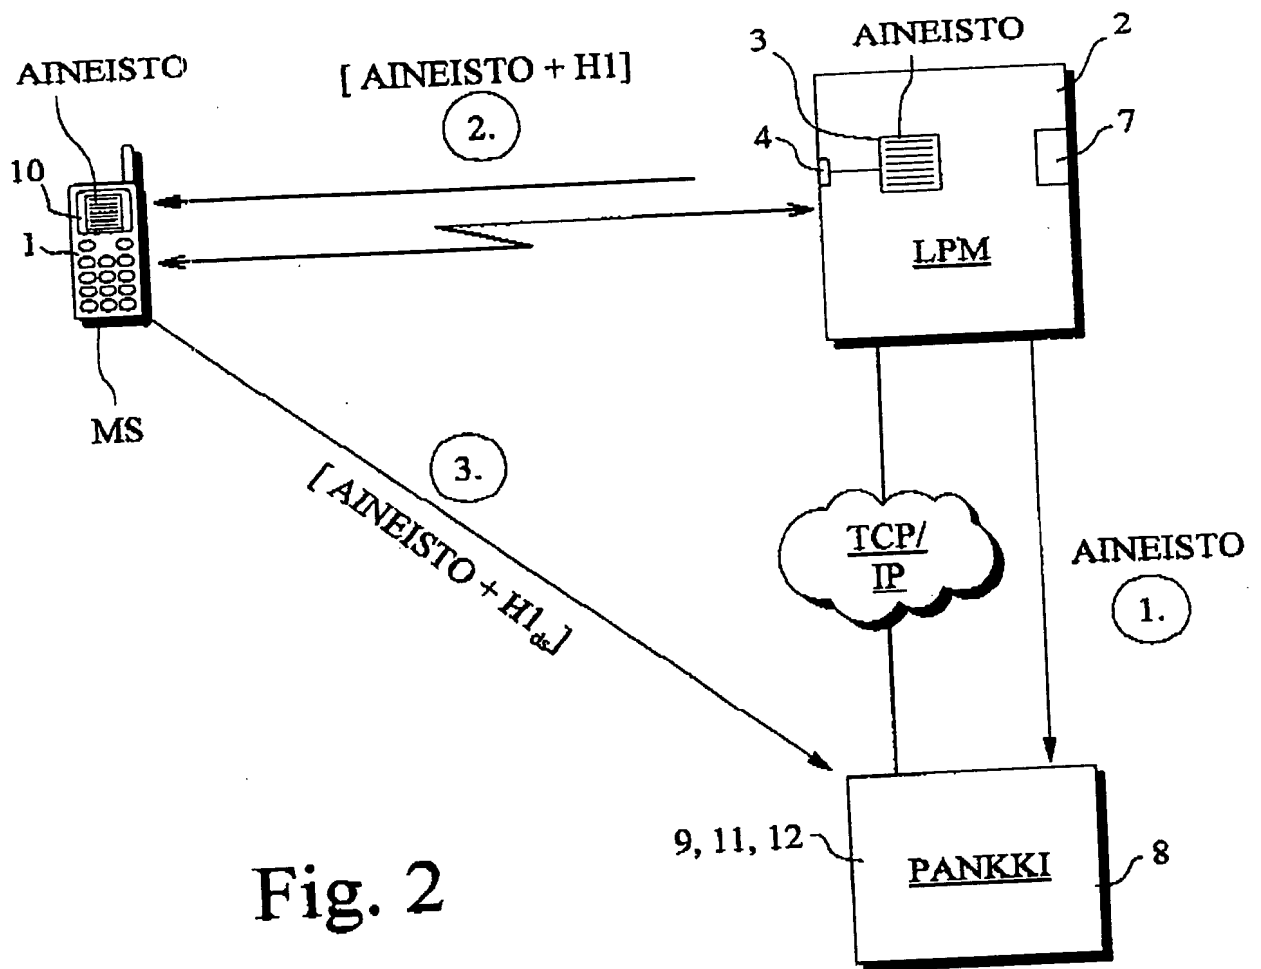 AINEISTO
[ AINEISTO + H1]
2.
3
AINEISTO
2
4
7
10
1
LPM
MS
3.
[ AINEISTO + H1ds]
TCP/
IP
AINEISTO
1.
9, 11, 12
PANKKI
8
Fig. 2